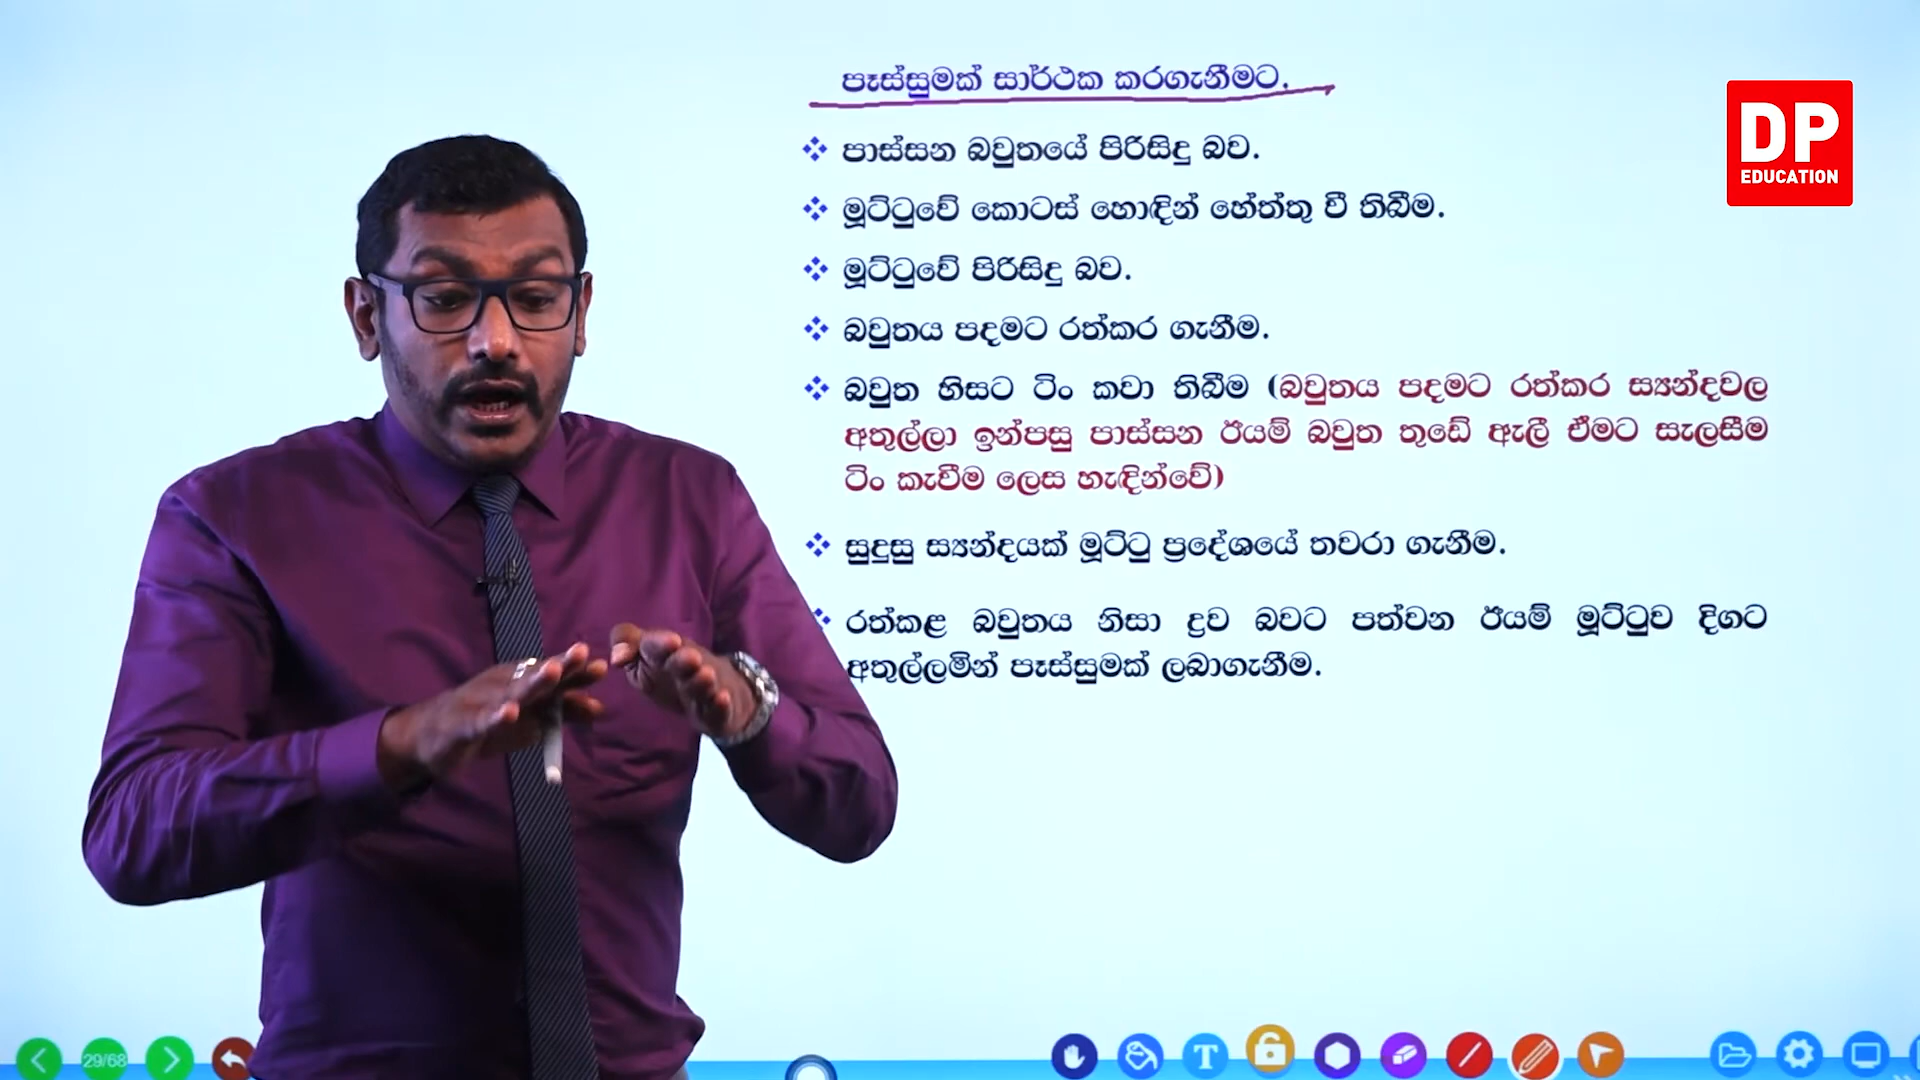 පෑස්සුමක් සාර්ථක කරගැනීමට.
DP
EDUCATION
පාස්සන බවුතයේ පිරිසිදු බව.
මූට්ටුවේ කොටස් හොඳින් හේත්තු වී තිබීම.
මූට්ටුවේ පිරිසිදු බව.
බවුතය පදමට රත්කර ගැනීම.
බවුත හිසට ටිං කවා තිබීම (බවුතය පදමට රත්කර ස්‍යන්දවල
අතුල්ලා ඉන්පසු පාස්සන ඊයම් බවුත තුඩේ ඇලී ඒමට සැලසීම
ටිං කැවීම ලෙස හැඳින්වේ)
සුදුසු ස්‍යන්දයක් මූට්ටු ප්‍රදේශයේ තවරා ගැනීම.
රත්කළ බවුතය නිසා ද්‍රව බවට පත්වන ඊයම් මූට්ටුව දිගට
අතුල්ලමින් පෑස්සුමක් ලබාගැනීම.
29/68
T